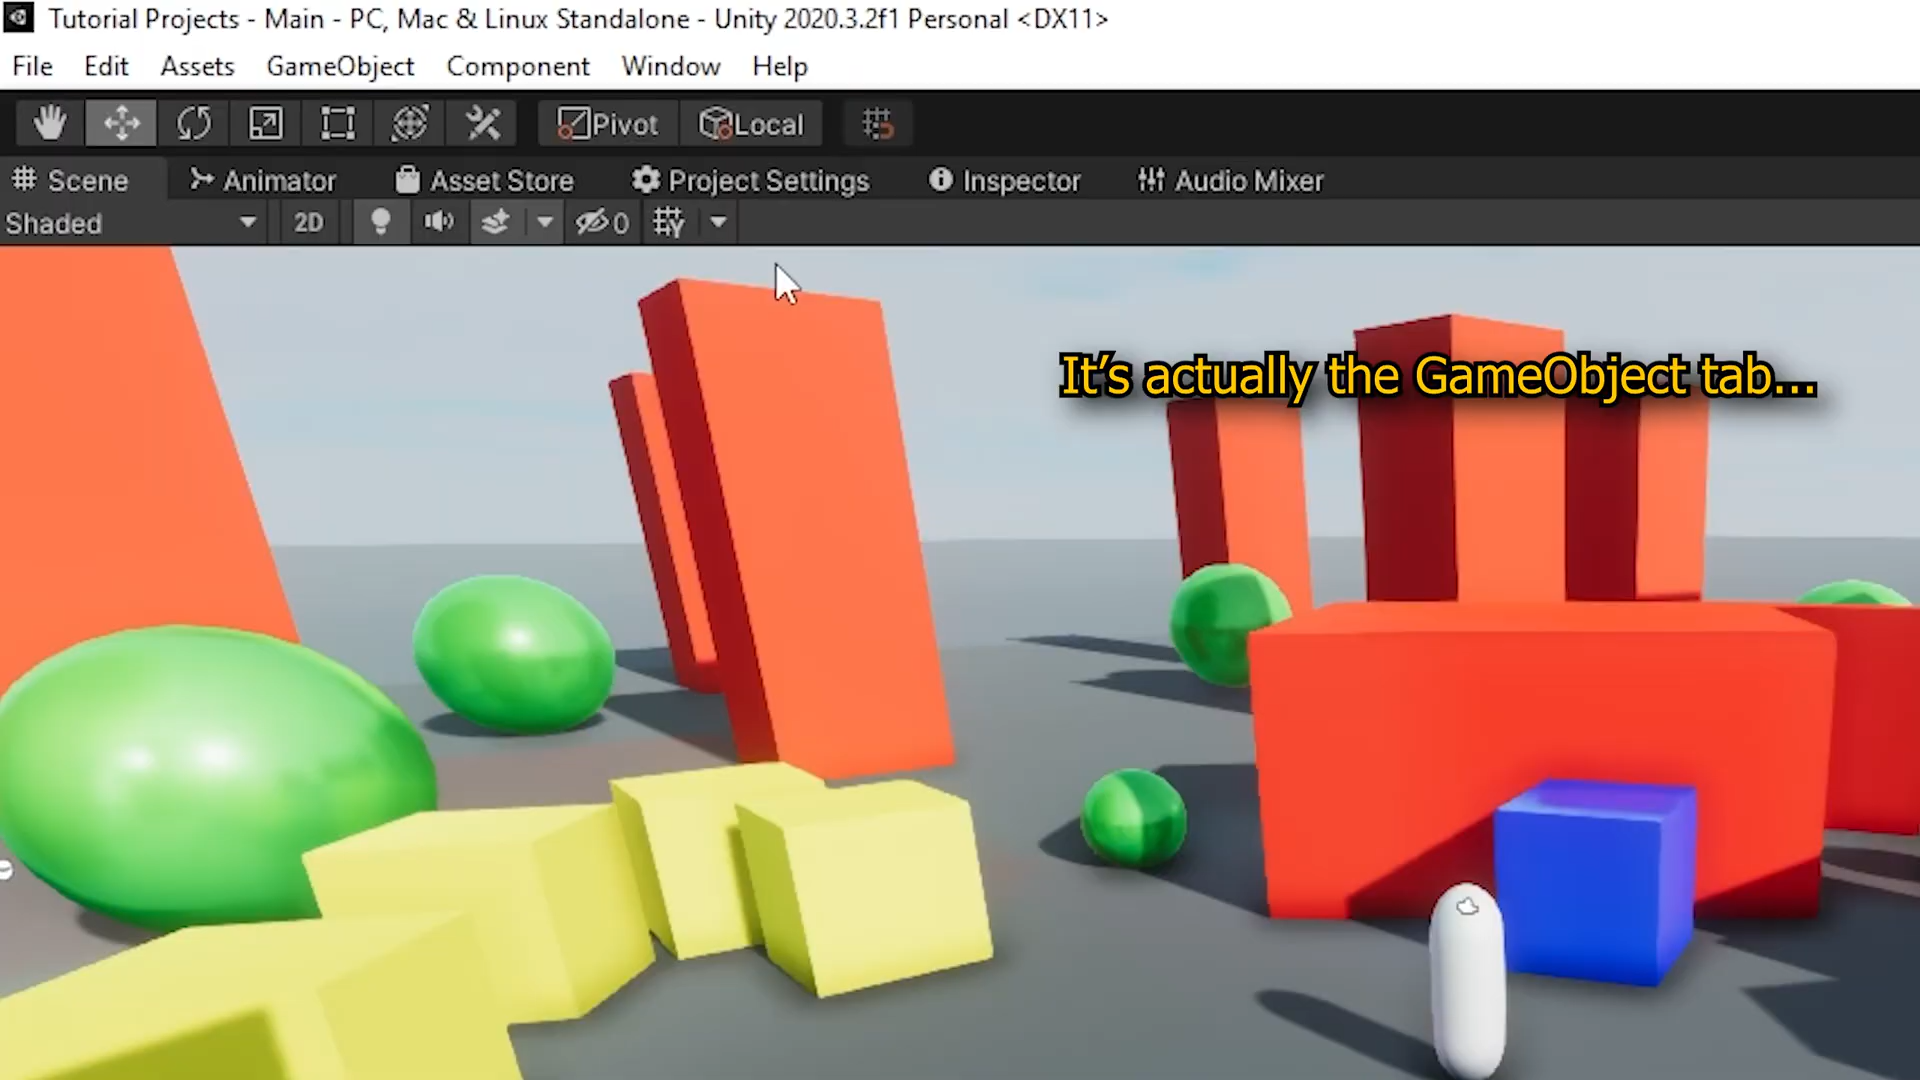 Tutorial Projects - Main - PC, Mac & Linux Standalone - Unity 2020.3.2f1 Personal <DX11>
File Edit Assets GameObject Component Window Help
Pivot Local
Scene Animator Asset Store Project Settings Inspector Audio Mixer
Shaded 2D 0
It's actually the GameObject tab...